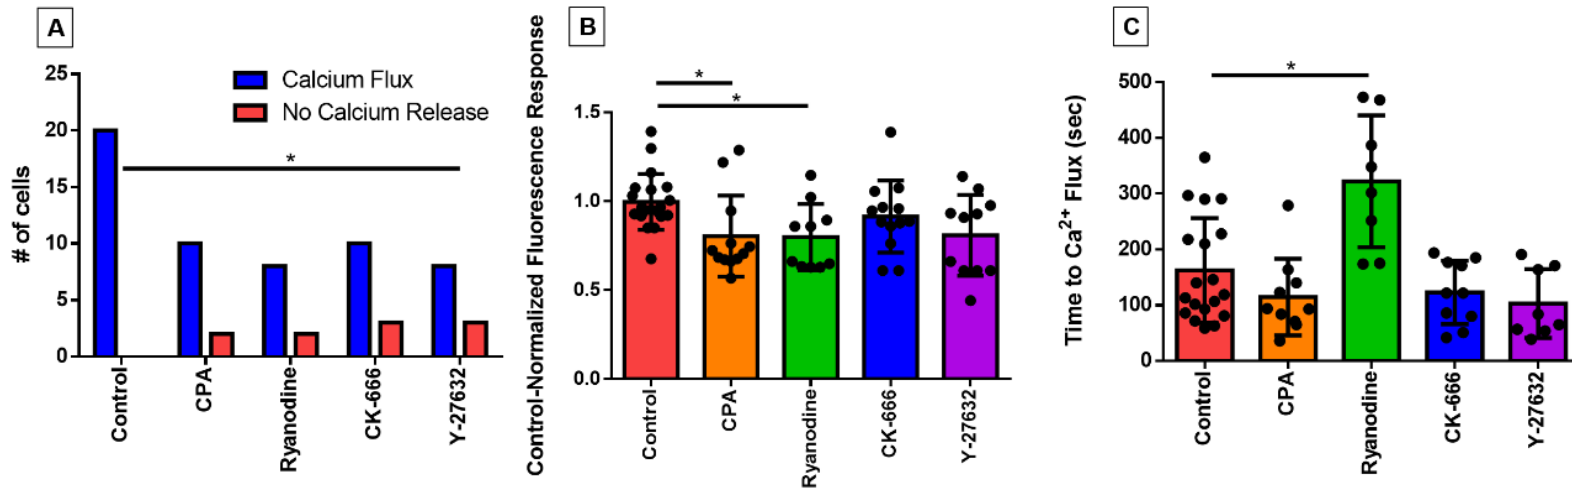 A
# of cells
25
20
15
10
5
0
Calcium Flux
No Calcium Release
*
Control
CPA
Ryanodine
CK-666
Y-27632
B
Control-Normalized Fluorescence Response
1.5
1.0
0.5
0.0
*
*
Control
CPA
Ryanodine
CK-666
Y-27632
C
Time to Ca²⁺ Flux (sec)
500
400
300
200
100
0
*
Control
CPA
Ryanodine
CK-666
Y-27632